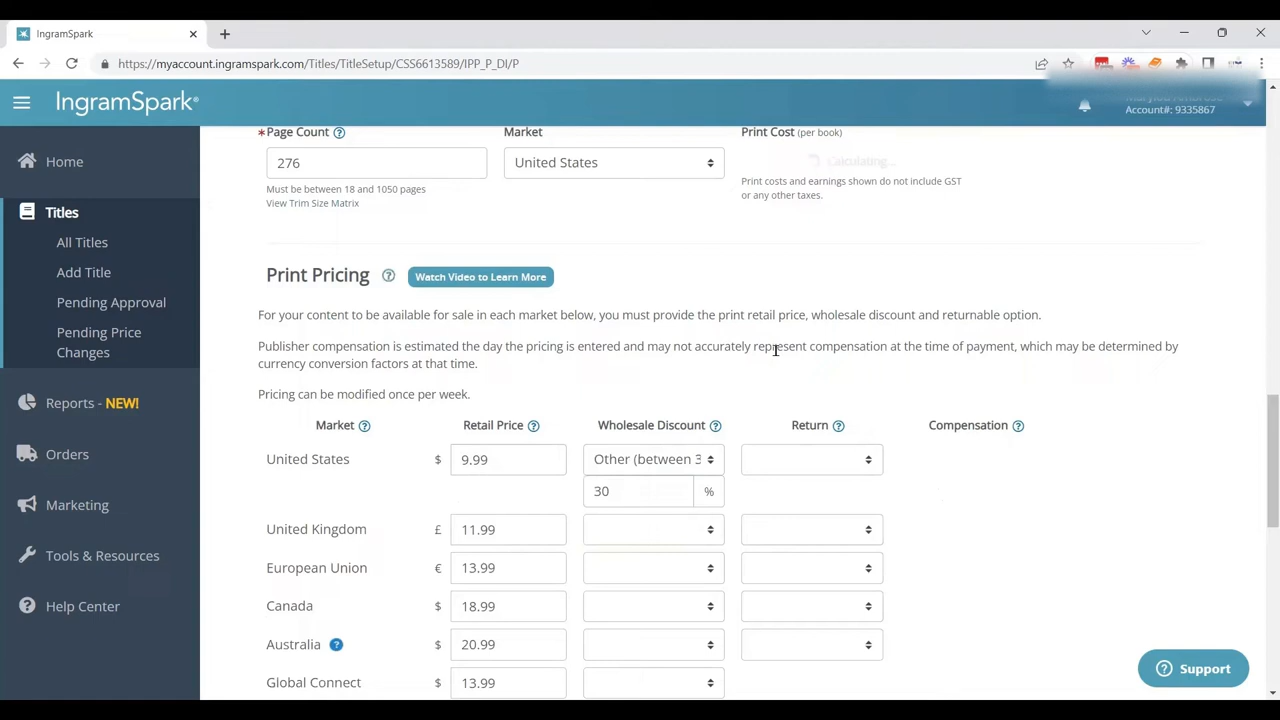 IngramSpark
https://myaccount.ingramspark.com/Titles/TitleSetup/CSS6613589/IPP_P_DI/P
IngramSpark®
Account#: 9335867
Home
Titles
All Titles
Add Title
Pending Approval
Pending Price
Changes
Reports - NEW!
Orders
Marketing
Tools & Resources
Help Center
*Page Count ?
Market
Print Cost (per book)
276
United States
Calculating...
Must be between 18 and 1050 pages
View Trim Size Matrix
Print costs and earnings shown do not include GST
or any other taxes.
Print Pricing ?
Watch Video to Learn More
For your content to be available for sale in each market below, you must provide the print retail price, wholesale discount and returnable option.
Publisher compensation is estimated the day the pricing is entered and may not accurately represent compensation at the time of payment, which may be determined by
currency conversion factors at that time.
Pricing can be modified once per week.
Market ? Retail Price ? Wholesale Discount ? Return ? Compensation ?
United States $ 9.99 Other (between 3
30 %
United Kingdom £ 11.99
European Union € 13.99
Canada $ 18.99
Australia ? $ 20.99
Global Connect $ 13.99
? Support